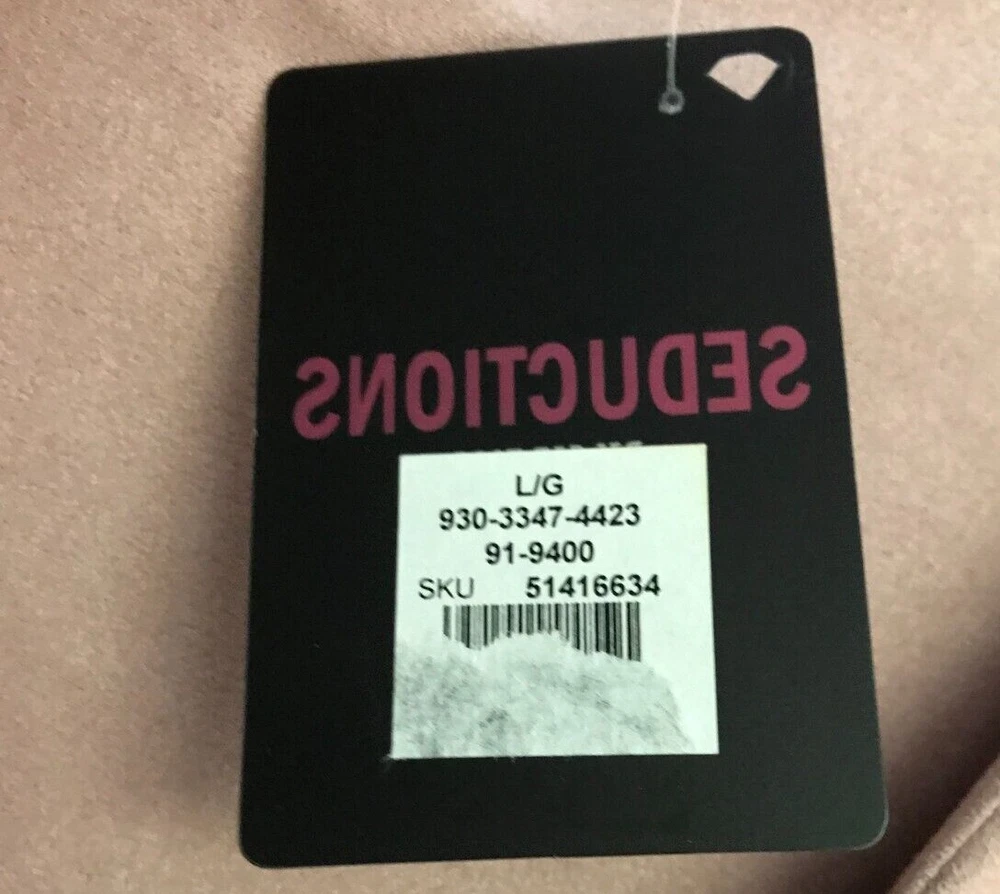 SEDUCTIONS
L/G
930-3347-4423
91-9400
SKU 51416634